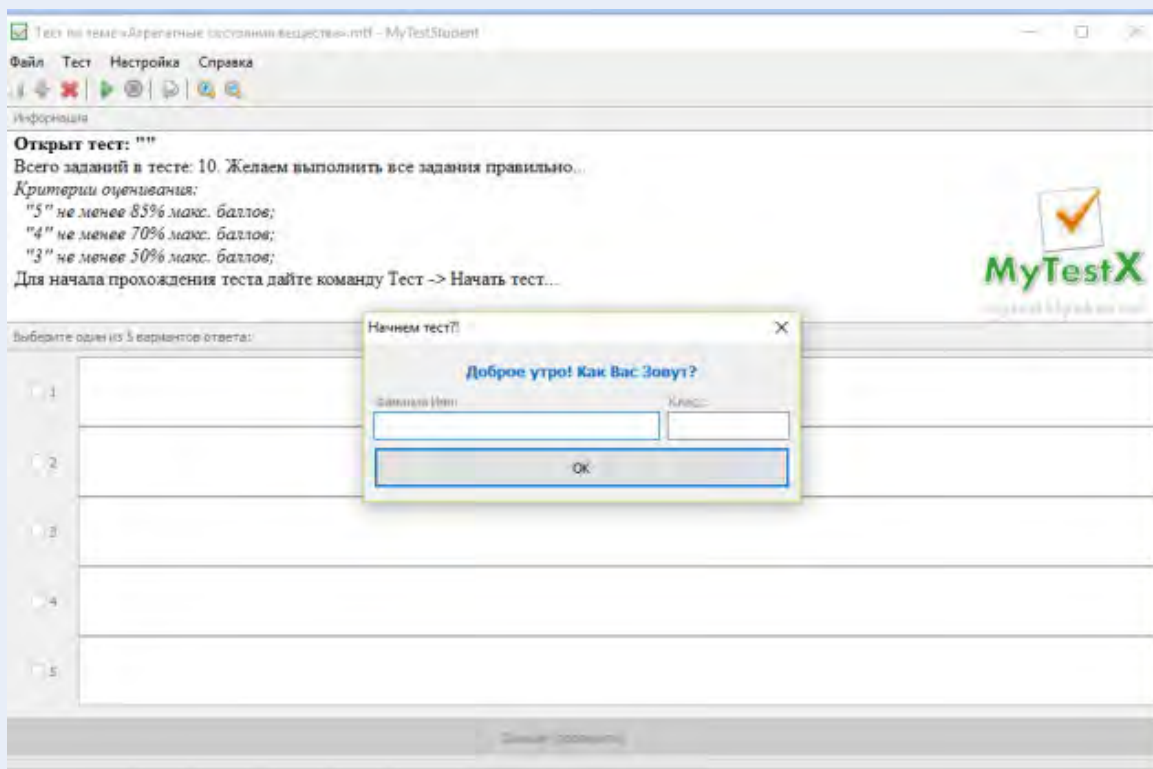 Тест по теме «Агрегатные состояния вещества».mtf - MyTestStudent
Файл Тест Настройка Справка
Информация
Открыт тест: ""
Всего заданий в тесте: 10. Желаем выполнить все задания правильно...
Критерии оценивания:
"5" не менее 85% макс. баллов;
"4" не менее 70% макс. баллов;
"3" не менее 50% макс. баллов;
Для начала прохождения теста дайте команду Тест -> Начать тест...
MyTestX
Выберите один из 5 вариантов ответа:
Начнем тест?!
Доброе утро! Как Вас Зовут?
Фамилия Имя:
Класс:
OK
1
2
3
4
5